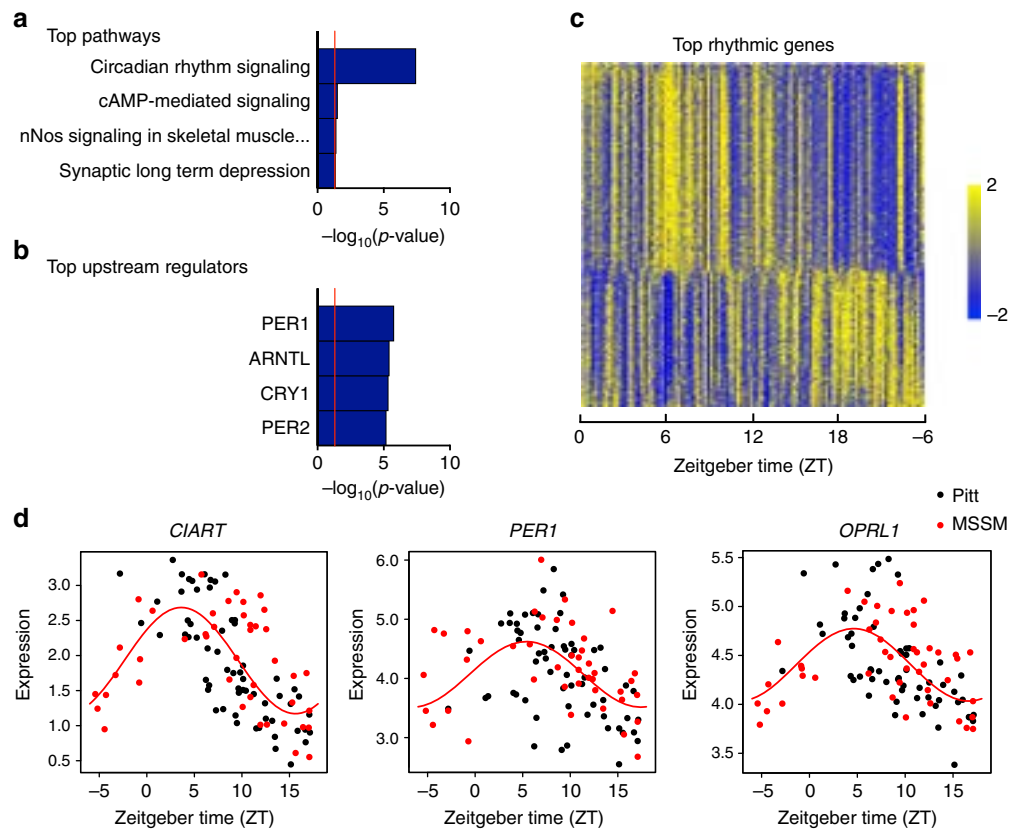 a
Top pathways
Circadian rhythm signaling
cAMP-mediated signaling
nNos signaling in skeletal muscle...
Synaptic long term depression
0 5 10
–log10(p-value)
b
Top upstream regulators
PER1
ARNTL
CRY1
PER2
0 5 10
–log10(p-value)
c
Top rhythmic genes
2
–2
0 6 12 18 –6
Zeitgeber time (ZT)
Pitt
MSSM
d
CIART
Expression
3.0
2.5
2.0
1.5
1.0
0.5
–5 0 5 10 15
Zeitgeber time (ZT)
PER1
Expression
6.0
5.0
4.0
3.0
–5 0 5 10 15
Zeitgeber time (ZT)
OPRL1
Expression
5.5
5.0
4.5
4.0
3.5
–5 0 5 10 15
Zeitgeber time (ZT)